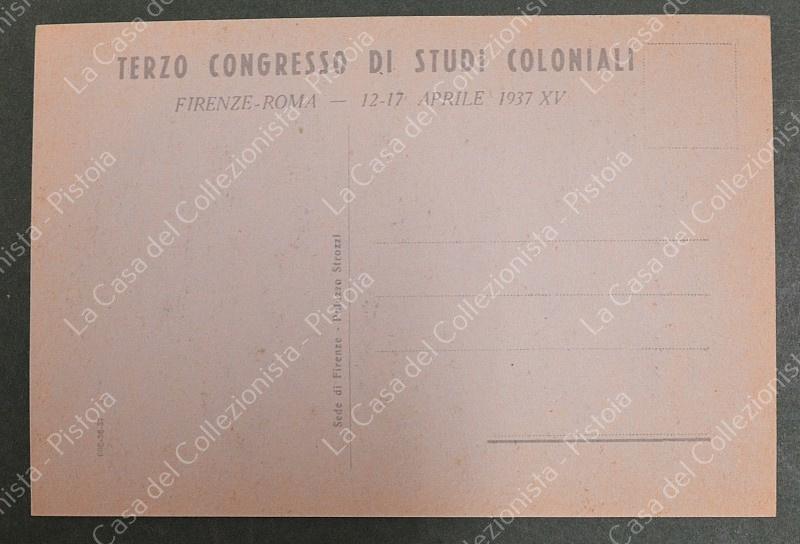 TERZO CONGRESSO DI STUDI COLONIALI
FIRENZE-ROMA — 12-17 APRILE 1937 XV
Sede di Firenze - Palazzo Strozzi
La Casa del Collezionista - Pistoia